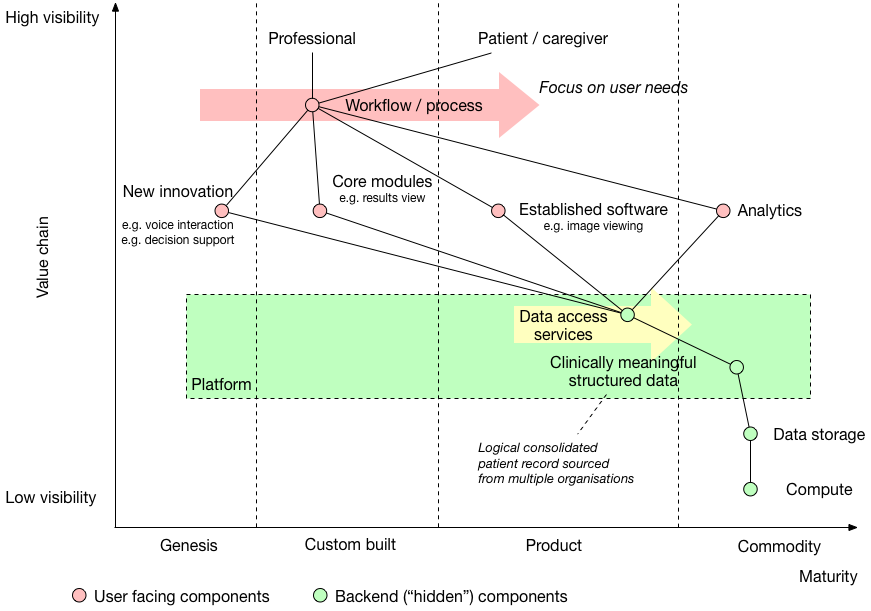 High visibility
Professional
Patient / caregiver
Focus on user needs
Workflow / process
New innovation
e.g. voice interaction
e.g. decision support
Core modules
e.g. results view
Established software
e.g. image viewing
Analytics
Value chain
Data access
services
Clinically meaningful
structured data
Platform
Logical consolidated
patient record sourced
from multiple organisations
Data storage
Compute
Low visibility
Genesis
Custom built
Product
Commodity
Maturity
User facing components
Backend (“hidden”) components